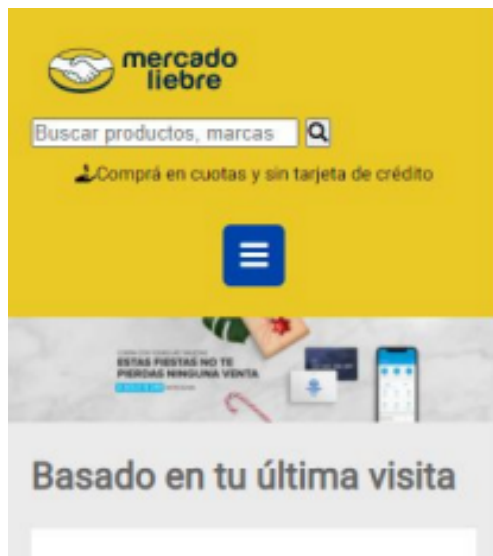 mercado
liebre
Buscar productos, marcas
Comprá en cuotas y sin tarjeta de crédito
ESTAS FIESTAS NO TE
PIERDAS NINGUNA VENTA
Basado en tu última visita